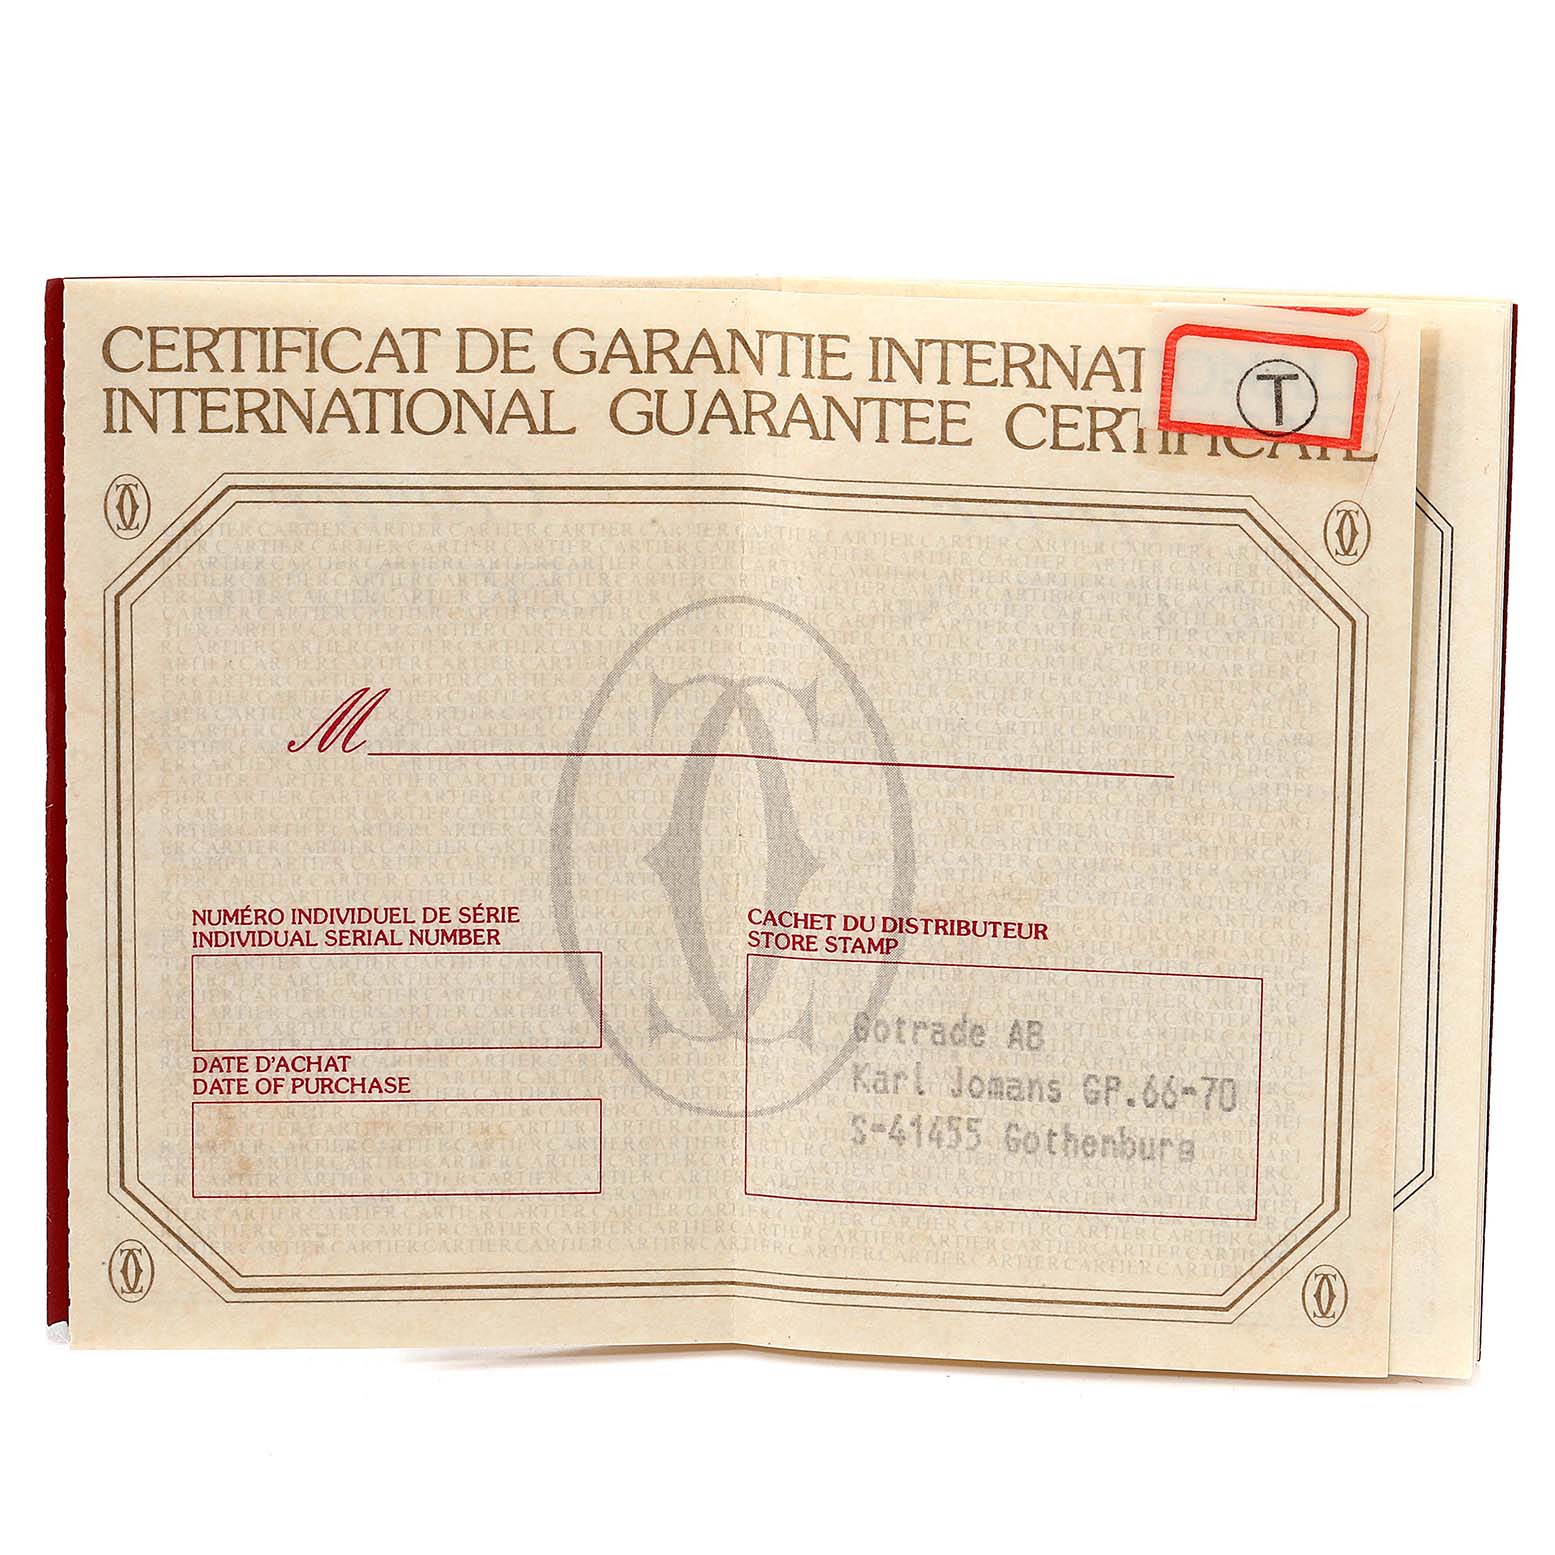 CERTIFICAT DE GARANTIE INTERNAT
INTERNATIONAL GUARANTEE CERTIFICATE
T
M
NUMÉRO INDIVIDUEL DE SÉRIE
INDIVIDUAL SERIAL NUMBER
DATE D'ACHAT
DATE OF PURCHASE
CACHET DU DISTRIBUTEUR
STORE STAMP
Gotrade AB
Karl Jomans GP.66-70
S-41455 Gothenburg